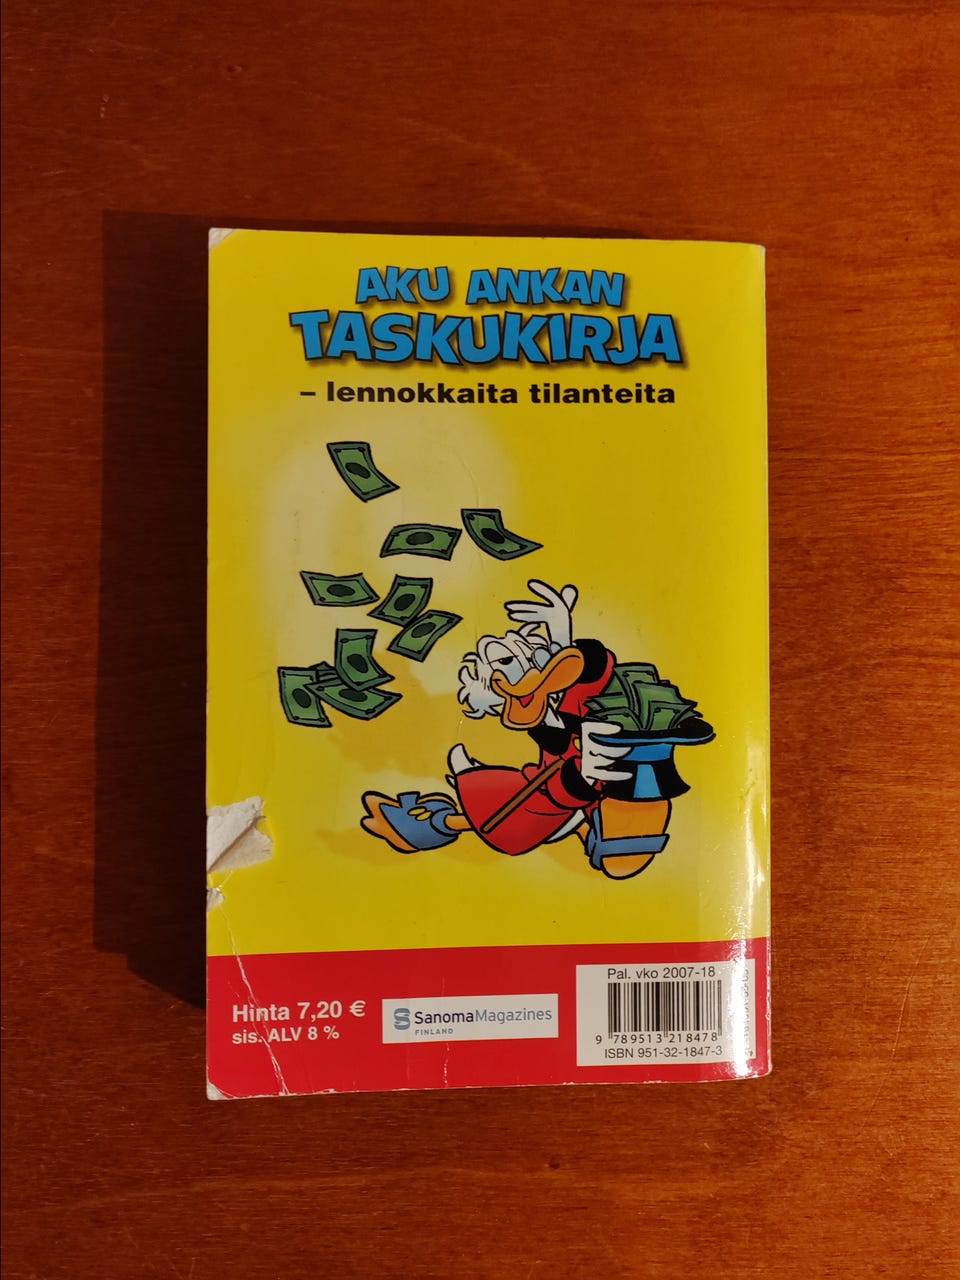 AKU ANKAN
TASKUKIRJA
– lennokkaita tilanteita
Hinta 7,20 €
sis. ALV 8 %
SanomaMagazines
FINLAND
Pal. vko 2007-18
9 789513 218478
ISBN 951-32-1847-3